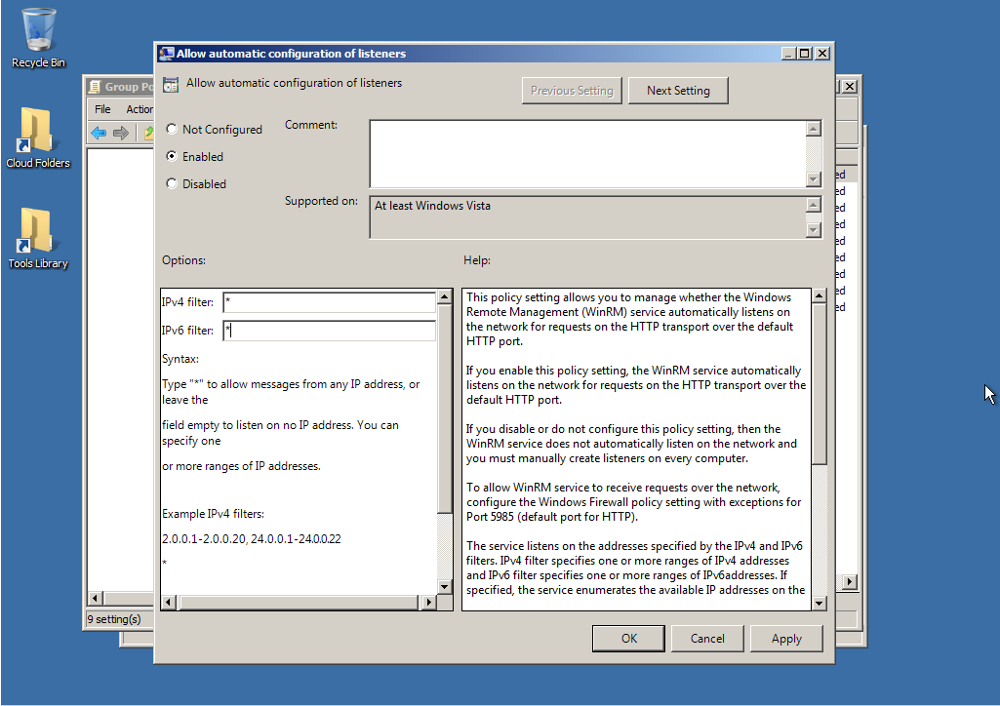 Recycle Bin
Cloud Folders
Tools Library
Group Po
File Action
9 setting(s)
Allow automatic configuration of listeners
Allow automatic configuration of listeners
Previous Setting
Next Setting
Not Configured
Enabled
Disabled
Comment:
Supported on:
At least Windows Vista
Options:
Help:
IPv4 filter: *
IPv6 filter: *
Syntax:
Type "*" to allow messages from any IP address, or
leave the
field empty to listen on no IP address. You can
specify one
or more ranges of IP addresses.
Example IPv4 filters:
2.0.0.1-2.0.0.20, 24.0.0.1-24.0.0.22
*
This policy setting allows you to manage whether the Windows
Remote Management (WinRM) service automatically listens on
the network for requests on the HTTP transport over the default
HTTP port.
If you enable this policy setting, the WinRM service automatically
listens on the network for requests on the HTTP transport over the
default HTTP port.
If you disable or do not configure this policy setting, then the
WinRM service does not automatically listen on the network and
you must manually create listeners on every computer.
To allow WinRM service to receive requests over the network,
configure the Windows Firewall policy setting with exceptions for
Port 5985 (default port for HTTP).
The service listens on the addresses specified by the IPv4 and IPv6
filters. IPv4 filter specifies one or more ranges of IPv4 addresses
and IPv6 filter specifies one or more ranges of IPv6addresses. If
specified, the service enumerates the available IP addresses on the
OK
Cancel
Apply
ed
ed
ed
ed
ed
ed
ed
ed
ed